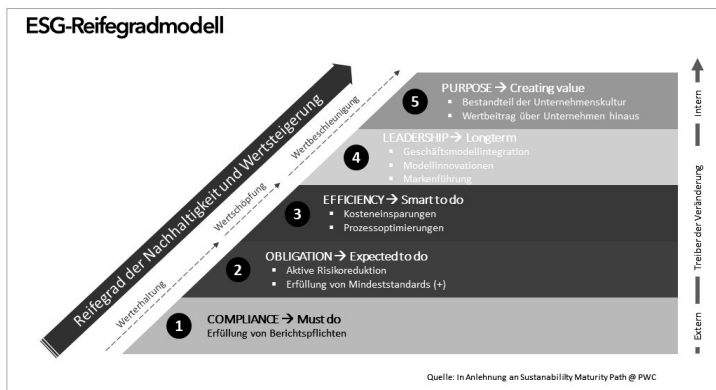 ESG-Reifegradmodell
Reifegrad der Nachhaltigkeit und Wertsteigerung
Werterhaltung
Wertschöpfung
Wertbeschleunigung
5
PURPOSE → Creating value
▪ Bestandteil der Unternehmenskultur
▪ Wertbeitrag über Unternehmen hinaus
4
LEADERSHIP → Longterm
▪ Geschäftsmodellintegration
▪ Modellinnovationen
▪ Markenführung
3
EFFICIENCY → Smart to do
▪ Kosteneinsparungen
▪ Prozessoptimierungen
2
OBLIGATION → Expected to do
▪ Aktive Risikoreduktion
▪ Erfüllung von Mindeststandards (+)
1
COMPLIANCE → Must do
Erfüllung von Berichtspflichten
Intern
Treiber der Veränderung
Extern
Quelle: In Anlehnung an Sustanabililty Maturity Path @ PWC